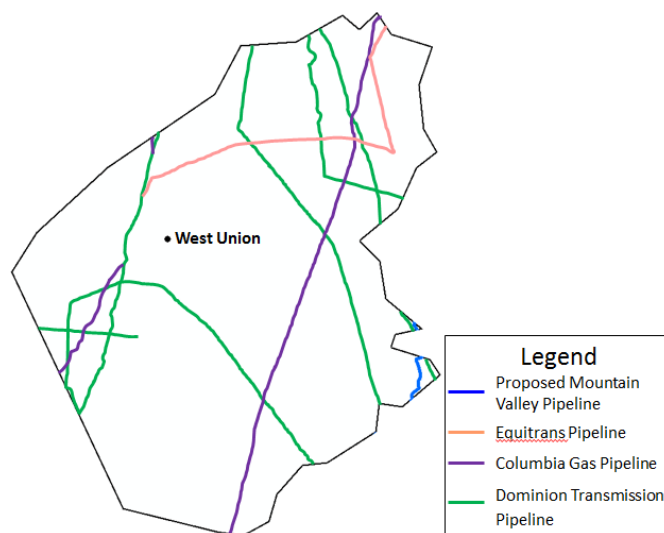 West Union
Legend
Proposed Mountain
Valley Pipeline
Equitrans Pipeline
Columbia Gas Pipeline
Dominion Transmission
Pipeline